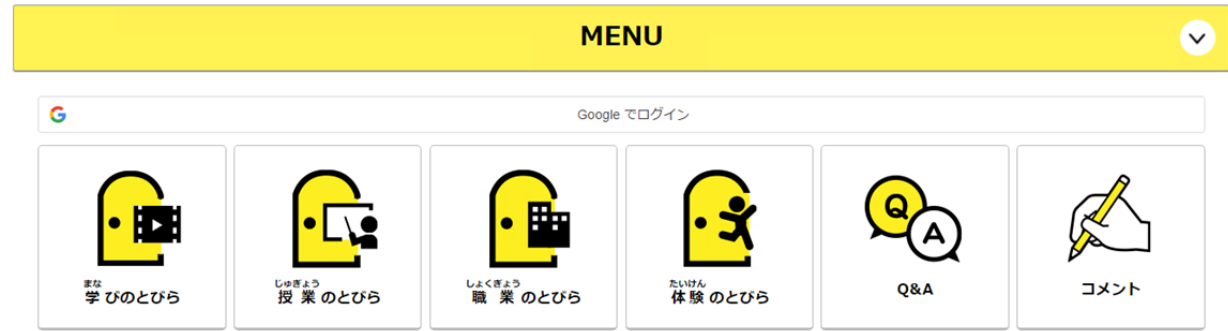 MENU
Google でログイン
まな
学びのとびら
じゅぎょう
授業のとびら
しょくぎょう
職業のとびら
たいけん
体験のとびら
Q A
Q&A
コメント